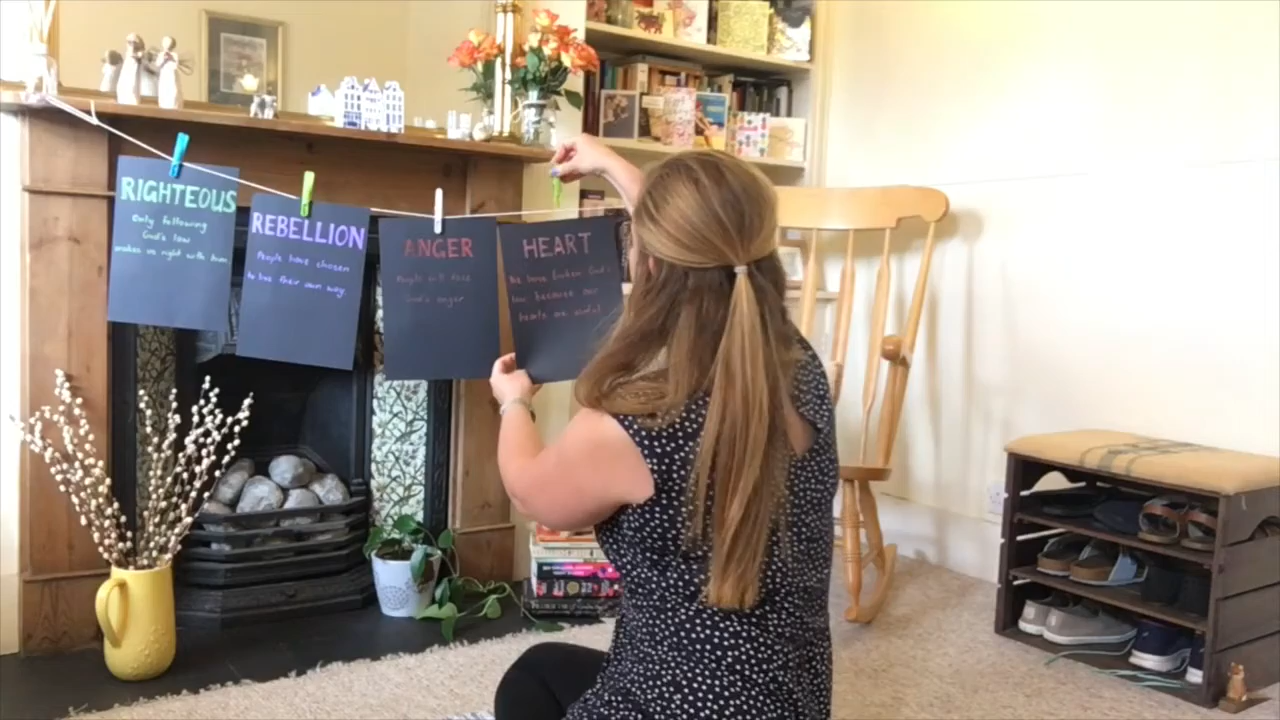 RIGHTEOUS
Only following
God's law
makes us right with him
REBELLION
People have chosen
to live their own way.
ANGER
People will face
God's anger
HEART
We have broken God's
law because our
hearts are sinful